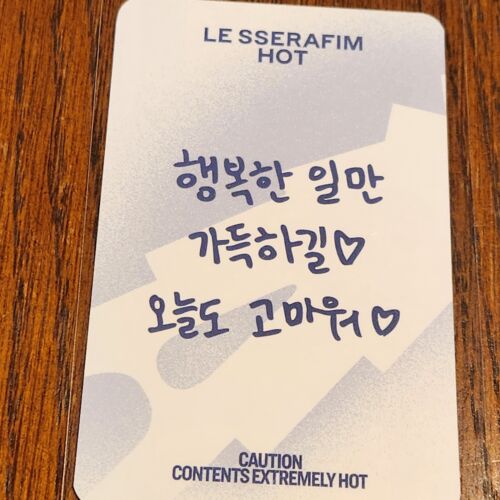 LE SSERAFIM
HOT
행복한 일만
가득하길♡
오늘도 고마워♡
CAUTION
CONTENTS EXTREMELY HOT